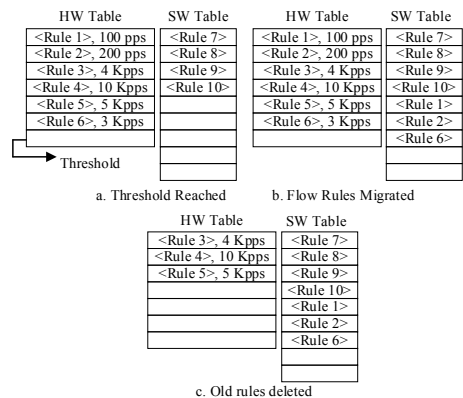 HW Table SW Table HW Table SW Table
<Rule 1>, 100 pps <Rule 7> <Rule 1>, 100 pps <Rule 7>
<Rule 2>, 200 pps <Rule 8> <Rule 2>, 200 pps <Rule 8>
<Rule 3>, 4 Kpps <Rule 9> <Rule 3>, 4 Kpps <Rule 9>
<Rule 4>, 10 Kpps <Rule 10> <Rule 4>, 10 Kpps <Rule 10>
<Rule 5>, 5 Kpps <Rule 5>, 5 Kpps <Rule 1>
<Rule 6>, 3 Kpps <Rule 6>, 3 Kpps <Rule 2>
<Rule 6>
Threshold
a. Threshold Reached b. Flow Rules Migrated
HW Table SW Table
<Rule 3>, 4 Kpps <Rule 7>
<Rule 4>, 10 Kpps <Rule 8>
<Rule 5>, 5 Kpps <Rule 9>
<Rule 10>
<Rule 1>
<Rule 2>
<Rule 6>
c. Old rules deleted